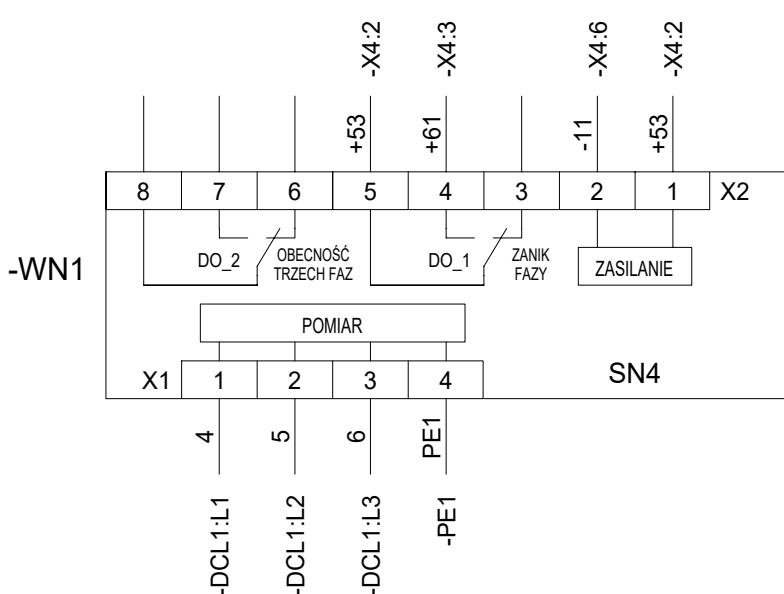 -X4:2 -X4:3 -X4:6 -X4:2
+53 +61 -11 +53
8 7 6 5 4 3 2 1 X2
DO_2 OBECNOŚĆ TRZECH FAZ DO_1 ZANIK FAZY ZASILANIE
-WN1
POMIAR
X1 1 2 3 4 SN4
4 5 6 PE1
-DCL1:L1 -DCL1:L2 -DCL1:L3 -PE1